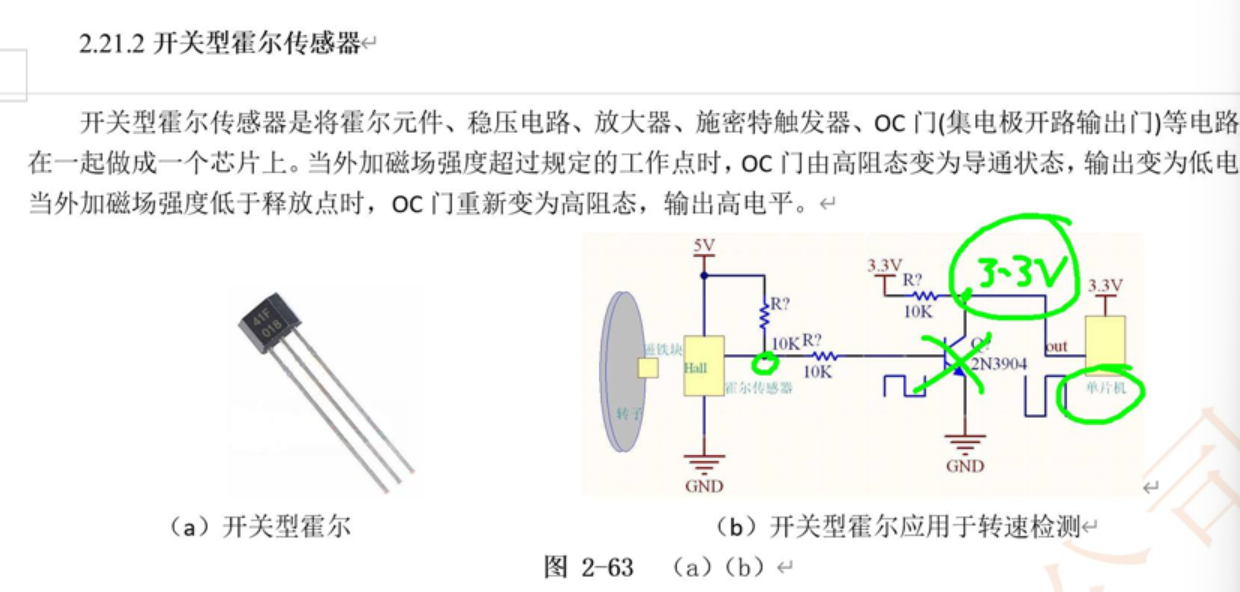 2.21.2 开关型霍尔传感器
开关型霍尔传感器是将霍尔元件、稳压电路、放大器、施密特触发器、OC 门(集电极开路输出门)等电路
在一起做成一个芯片上。当外加磁场强度超过规定的工作点时，OC 门由高阻态变为导通状态，输出变为低电
当外加磁场强度低于释放点时，OC 门重新变为高阻态，输出高电平。
41F
018
5V
R?
10K
R?
10K
磁铁块
Hall
霍尔传感器
转子
GND
3.3V
R?
10K
3.3V
3.3V
Q?
2N3904
out
单片机
GND
（a）开关型霍尔
（b）开关型霍尔应用于转速检测
图 2-63 （a）（b）
司